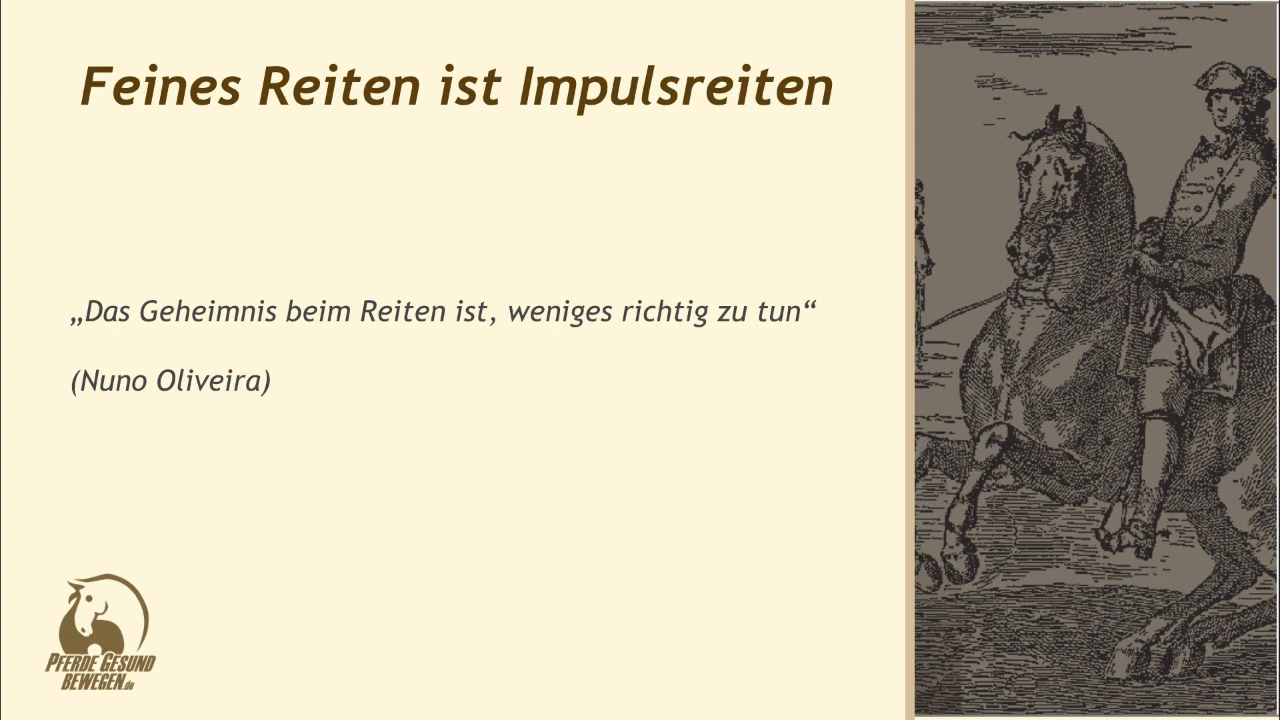 Feines Reiten ist Impulsreiten
„Das Geheimnis beim Reiten ist, weniges richtig zu tun“
(Nuno Oliveira)
PFERDE GESUND
BEWEGEN.de